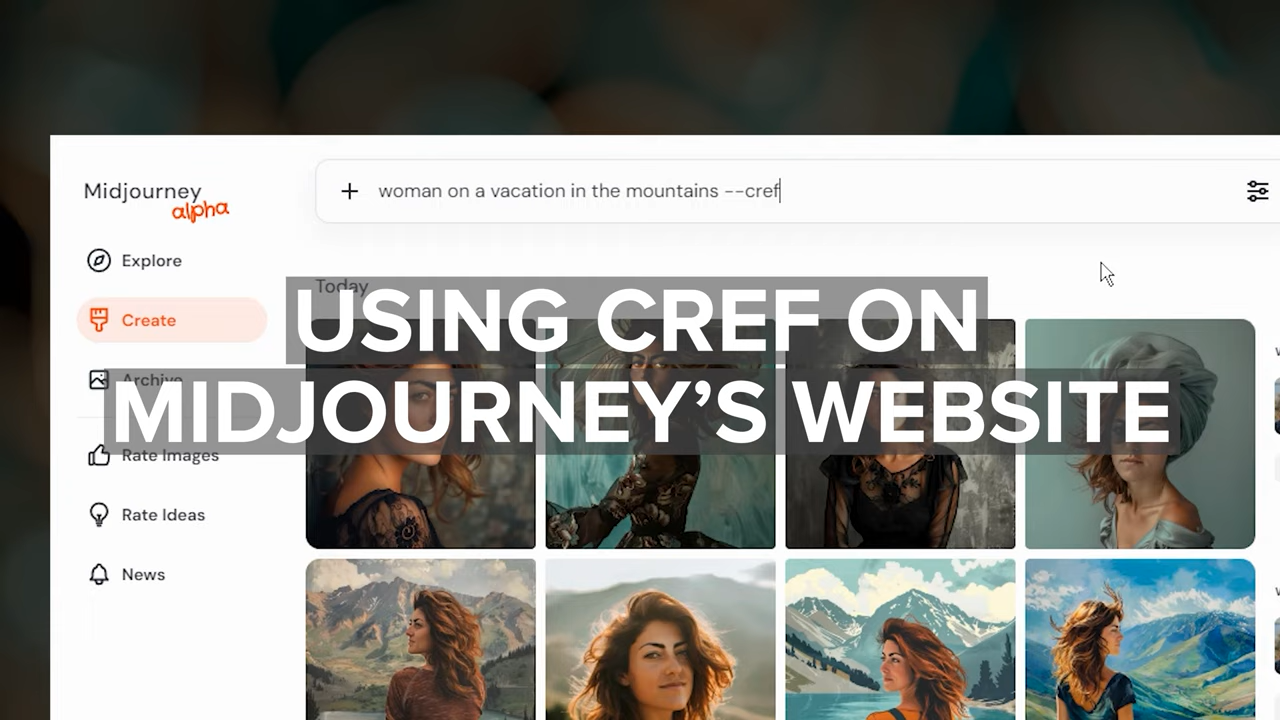 Midjourney
alpha
woman on a vacation in the mountains --cref
Explore
Today
Create
USING CREF ON
Archive
MIDJOURNEY’S WEBSITE
Rate Images
Rate Ideas
News